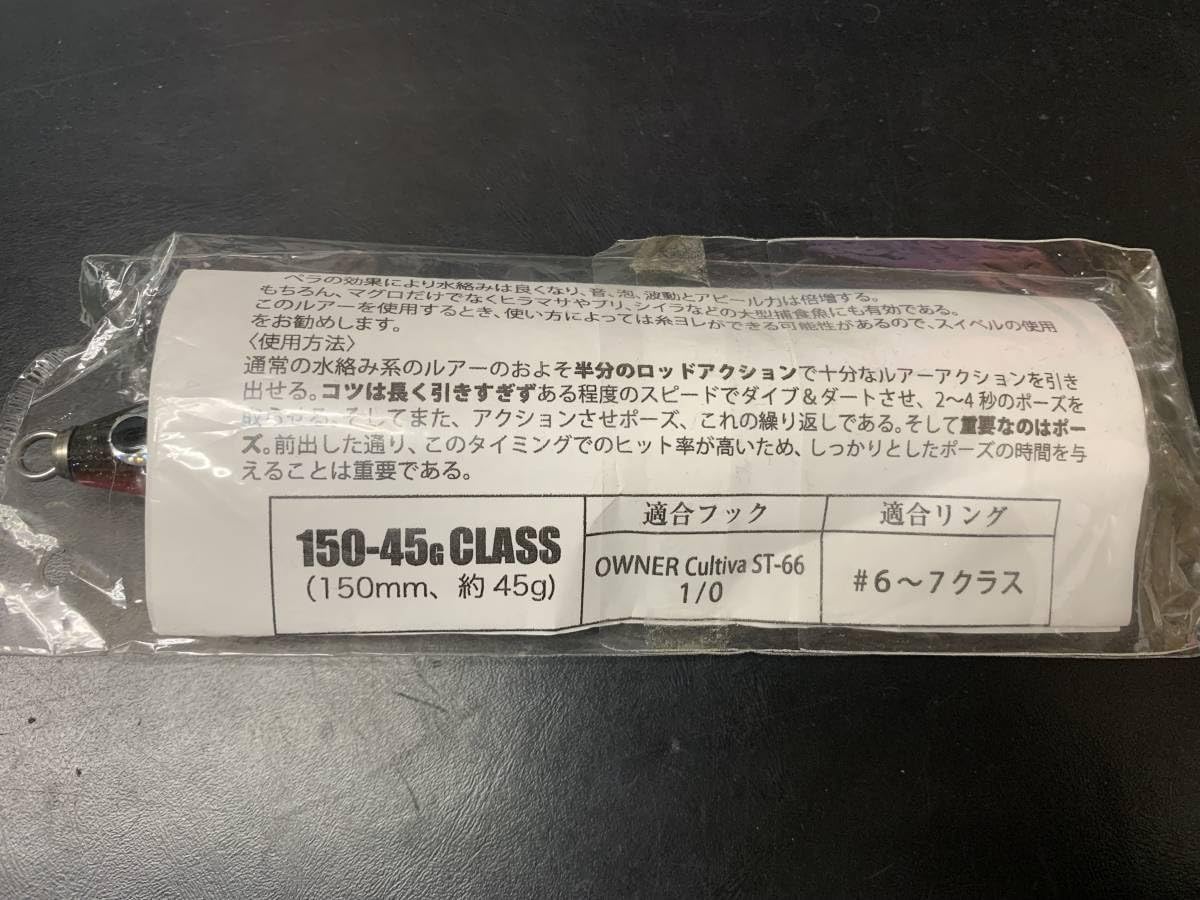 ペラの効果により水絡みは良くなり、音、泡、波動とアピール力は倍増する。
もちろん、マグロだけでなくヒラマサやブリ、シイラなどの大型捕食魚にも有効である。
このルアーを使用するとき、使い方によっては糸ヨレができる可能性があるので、スイベルの使用
をお勧めします。
〈使用方法〉
通常の水絡み系のルアーのおよそ半分のロッドアクションで十分なルアーアクションを引き
出せる。コツは長く引きすぎずある程度のスピードでダイブ＆ダートさせ、2〜4秒のポーズを
そしてまた、アクションさせポーズ、これの繰り返しである。そして重要なのはポー
ズ。前出した通り、このタイミングでのヒット率が高いため、しっかりとしたポーズの時間を与
えることは重要である。
150-45G CLASS
(150mm、約45g)
適合フック
OWNER Cultiva ST-66
1/0
適合リング
#6〜7クラス